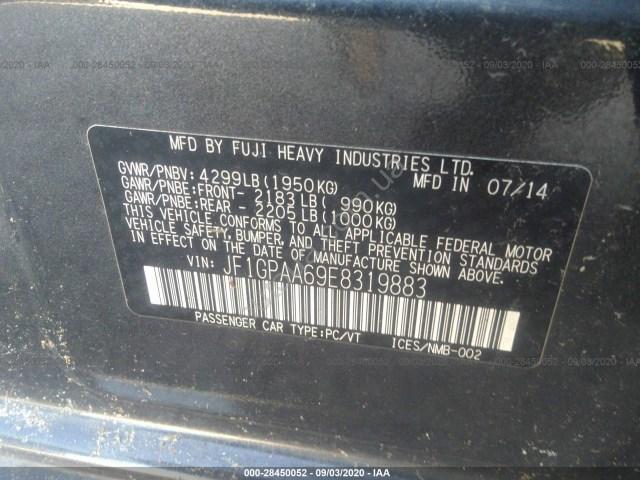 000-28450052 - 09/03/2020 - IAA
MFD BY FUJI HEAVY INDUSTRIES LTD.
GVWR/PNBV: 4299LB(1950KG) MFD IN 07/14
GAWR/PNBE:FRONT- 2183LB( 990KG)
GAWR/PNBE:REAR - 2205LB(1000KG)
THIS VEHICLE CONFORMS TO ALL APPLICABLE FEDERAL MOTOR
VEHICLE SAFETY,BUMPER,AND THEFT PREVENTION STANDARDS
IN EFFECT ON THE DATE OF MANUFACTURE SHOWN ABOVE.
VIN: JF1GPAA69E8319883
PASSENGER CAR TYPE:PC/VT ICES/NMB-002
000-28450052 - 09/03/2020 - IAA